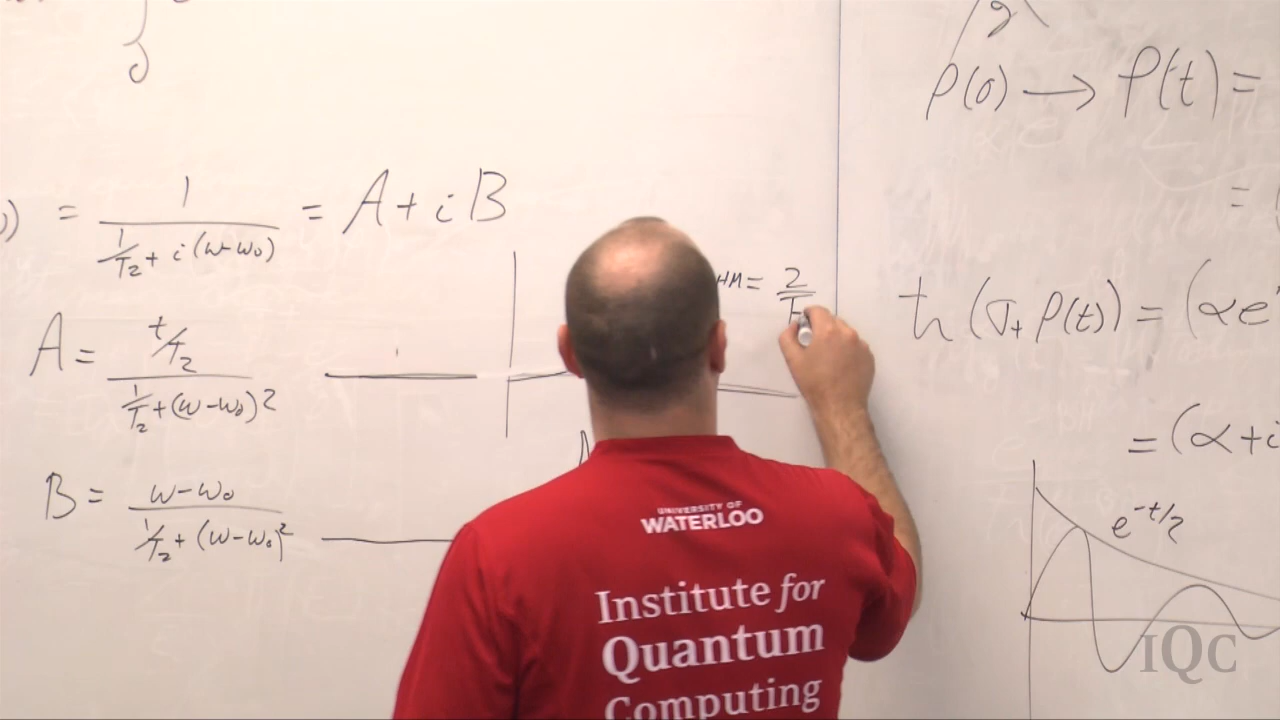 = 1 / (1/T2 + i(ω-ω0)) = A + iB
HM = 2/T
A = t/T2 / (1/T2 + (ω-ω0)2)
B = ω-ω0 / (1/T2 + (ω-ω0)²)
ρ(0) → ρ(t) =
=
tr(σ+ ρ(t)) = (αe
= (α+i
e^-t/2
UNIVERSITY OF
WATERLOO
Institute for
Quantum
Computing
IQC